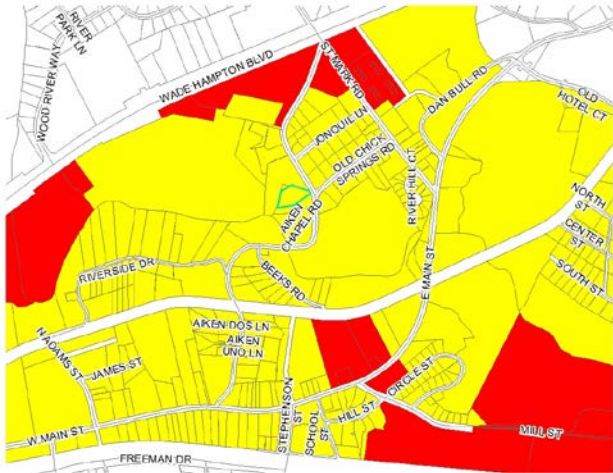 RIVER
PARK LN
WOOD RIVER WAY
WADE HAMPTON BLVD
ST MARK RD
DAN BULL RD
OLD
HOTEL CT
JONQUIL LN
OLD CHICK
SPRINGS RD
AIKEN
CHAPEL RD
RIVER HILL CT
NORTH
ST
CENTER
ST
SOUTH ST
E MAIN ST
RIVERSIDE DR
BEEKS RD
AIKEN DOS LN
AIKEN
UNO LN
N ADAMS ST
JAMES ST
STEPHENSON
ST
SCHOOL
ST
HILL ST
CIRCLE ST
MILL ST
W MAIN ST
FREEMAN DR